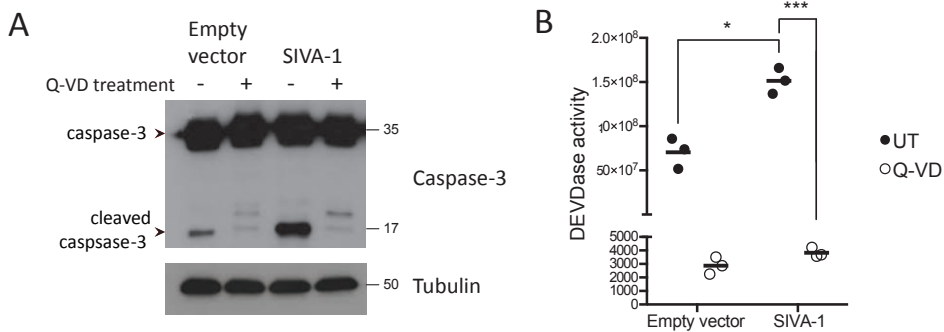 A
Empty
vector
SIVA-1
Q-VD treatment - + - +
caspase-3
35
Caspase-3
cleaved
caspsase-3
17
50
Tubulin
B
*
***
DEVDase activity
2.0×10⁸
1.5×10⁸
10×10⁷
50×10⁷
5000
4000
3000
2000
1000
0
Empty vector
SIVA-1
UT
Q-VD